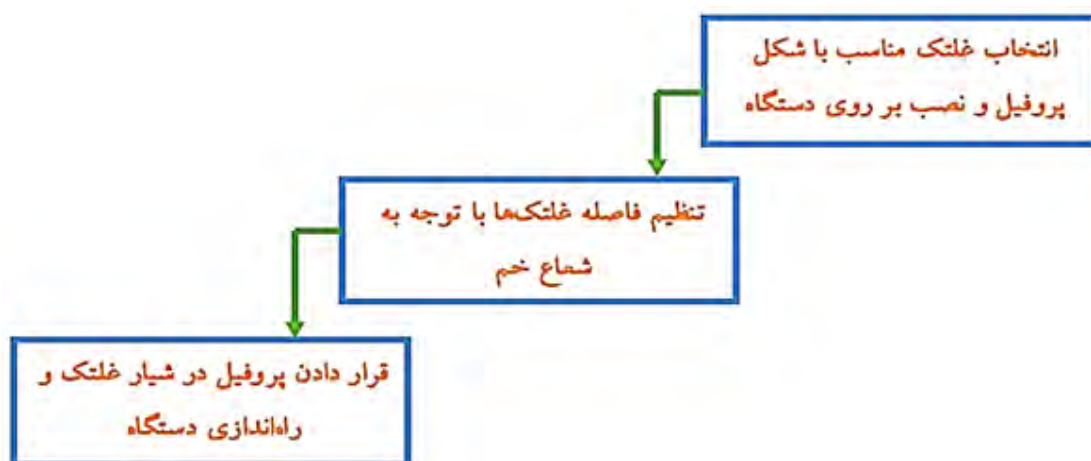 انتخاب غلتک مناسب با شکل
پروفیل و نصب بر روی دستگاه
تنظیم فاصله غلتک‌ها با توجه به
شعاع خم
قرار دادن پروفیل در شیار غلتک و
راه‌اندازی دستگاه